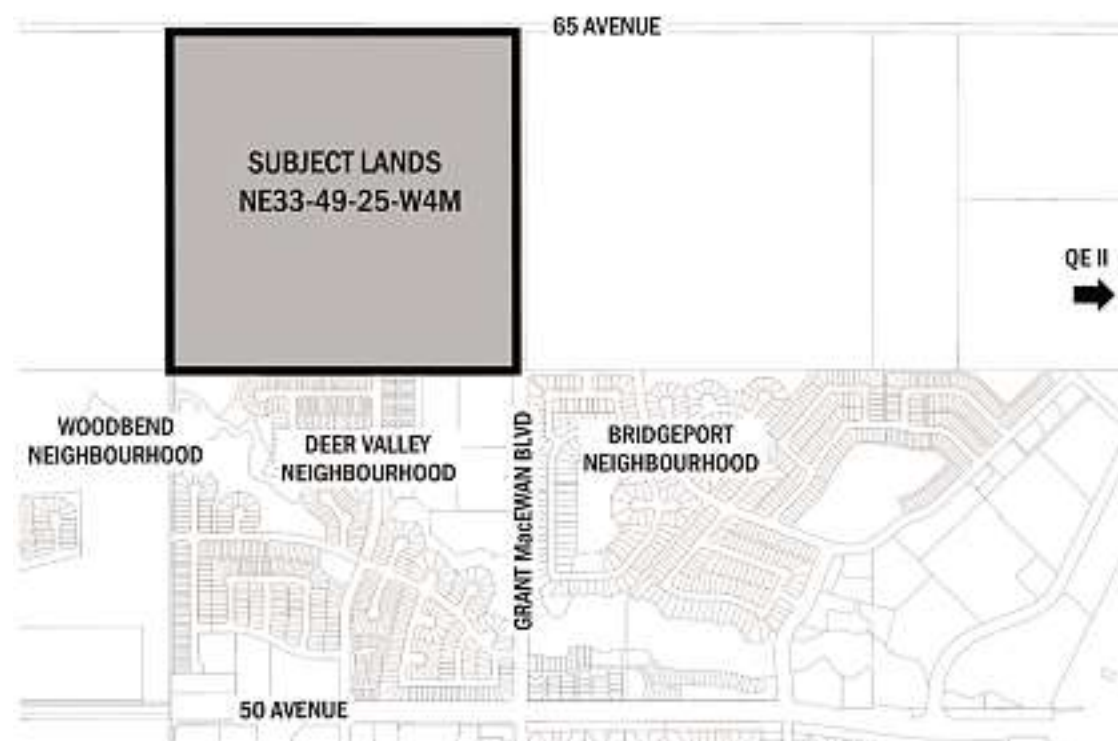 65 AVENUE
SUBJECT LANDS
NE33-49-25-W4M
QE II
WOODBEND
NEIGHBOURHOOD
DEER VALLEY
NEIGHBOURHOOD
GRANT MacEWAN BLVD
BRIDGEPORT
NEIGHBOURHOOD
50 AVENUE